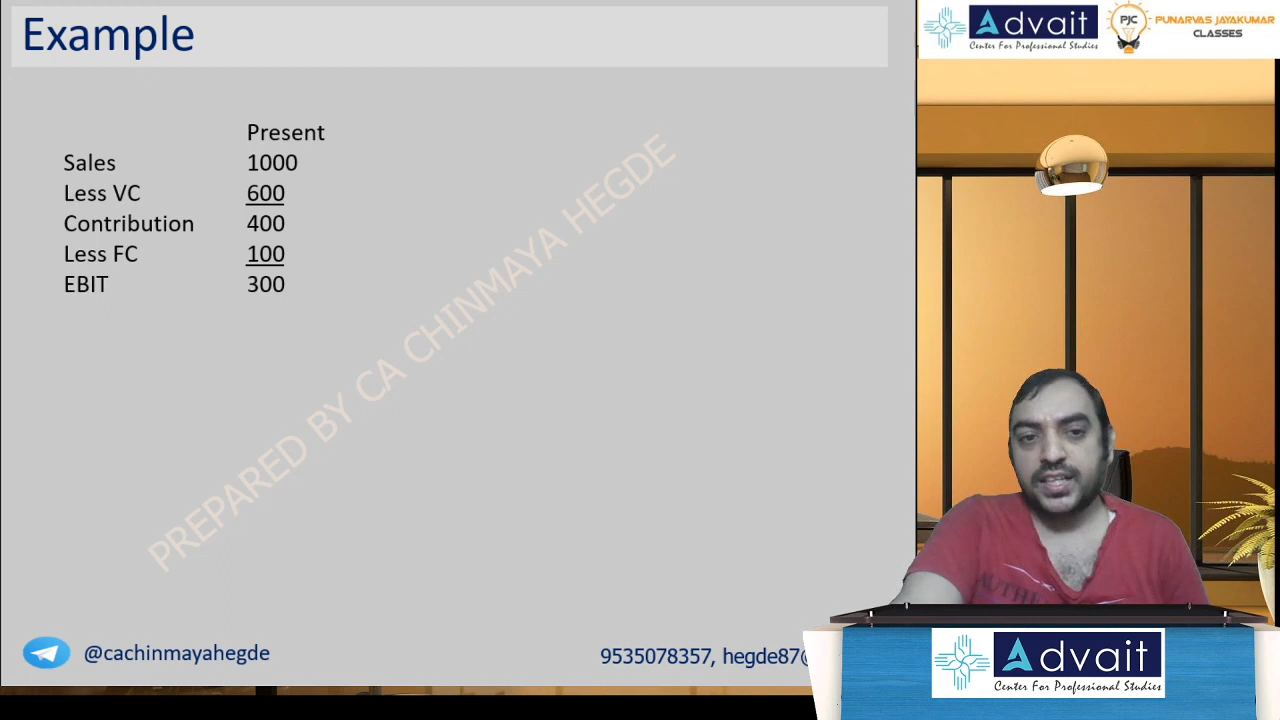 Example
Present
Sales 1000
Less VC 600
Contribution 400
Less FC 100
EBIT 300
PREPARED BY CA CHINMAYA HEGDE
@cachinmayahegde
9535078357, hegde87@
Advait
Center For Professional Studies
PJC
PUNARVAS JAYAKUMAR
CLASSES
AUTHE
Advait
Center For Professional Studies